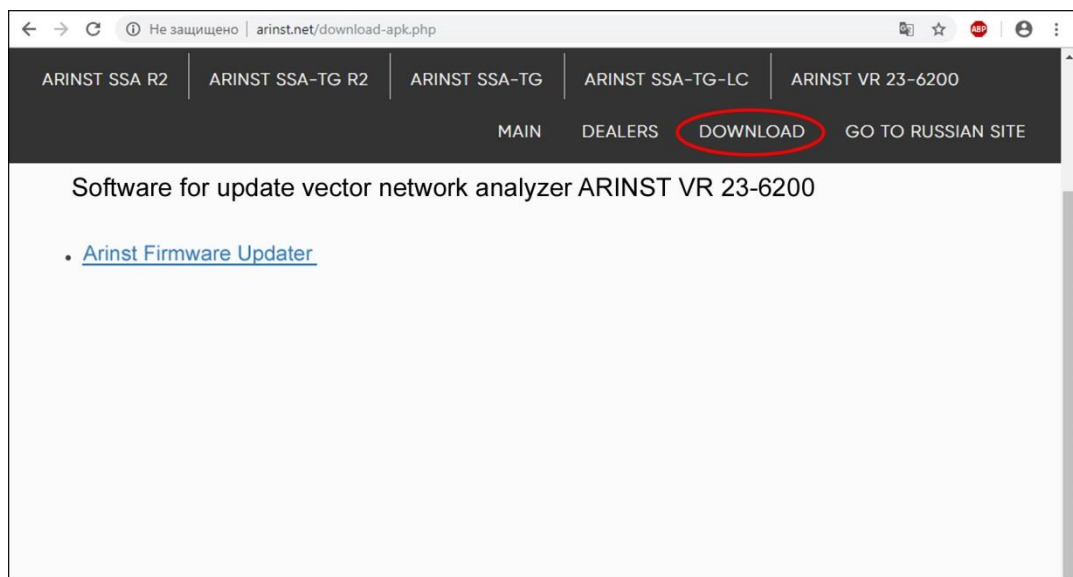 Не защищено | arinst.net/download-apk.php
ABP
ARINST SSA R2 ARINST SSA-TG R2 ARINST SSA-TG ARINST SSA-TG-LC ARINST VR 23-6200
MAIN DEALERS DOWNLOAD GO TO RUSSIAN SITE
Software for update vector network analyzer ARINST VR 23-6200
• Arinst Firmware Updater